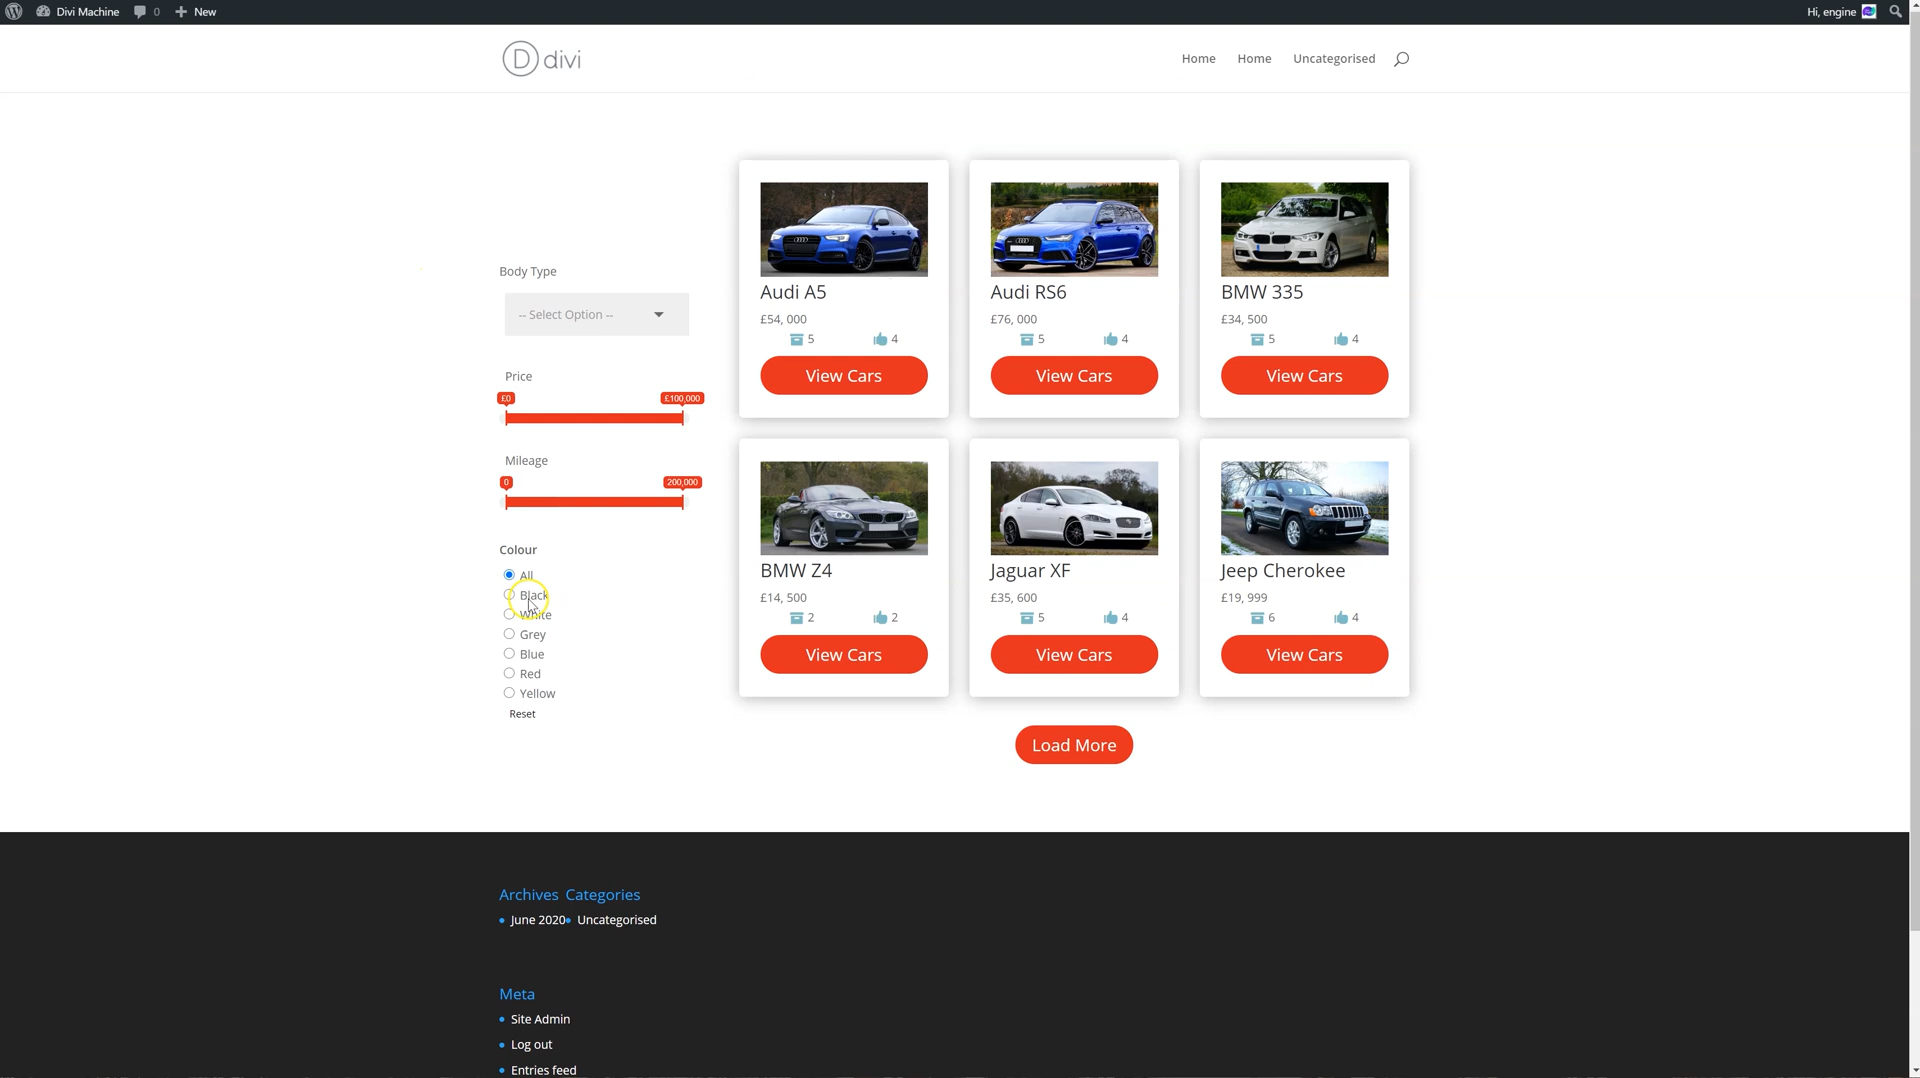 Divi Machine 0 New Hi, engine
D divi Home Home Uncategorised
Body Type
-- Select Option --
Price
£0 £100,000
Mileage
0 200,000
Colour
All
Black
White
Grey
Blue
Red
Yellow
Reset
Audi A5
£54, 000
5 4
View Cars
Audi RS6
£76, 000
5 4
View Cars
BMW 335
£34, 500
5 4
View Cars
BMW Z4
£14, 500
2 2
View Cars
Jaguar XF
£35, 600
5 4
View Cars
Jeep Cherokee
£19, 999
6 4
View Cars
Load More
Archives Categories
June 2020 Uncategorised
Meta
Site Admin
Log out
Entries feed